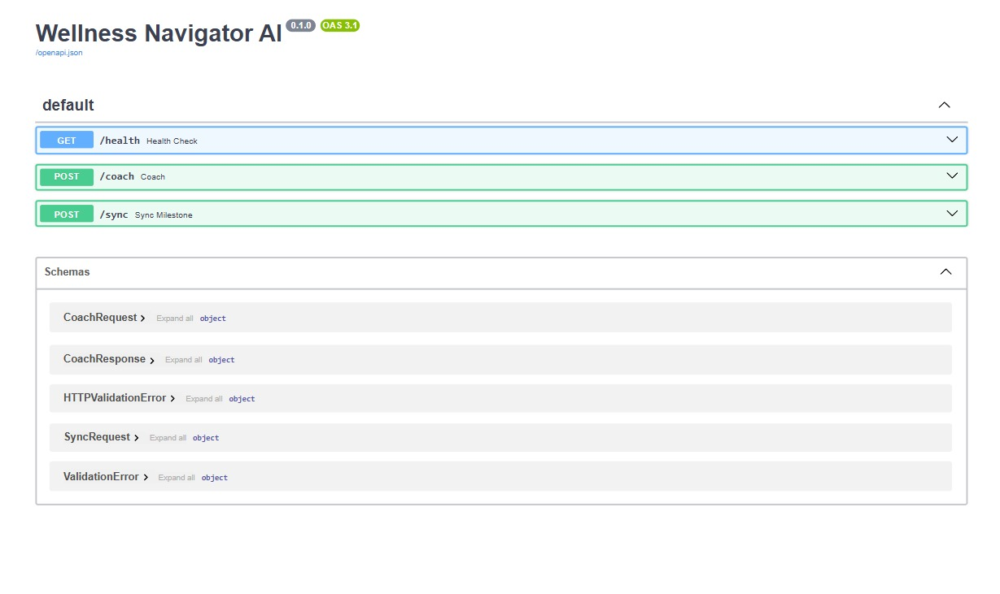 Wellness Navigator AI 0.1.0 OAS 3.1
/openapi.json
default
GET /health Health Check
POST /coach Coach
POST /sync Sync Milestone
Schemas
CoachRequest Expand all object
CoachResponse Expand all object
HTTPValidationError Expand all object
SyncRequest Expand all object
ValidationError Expand all object